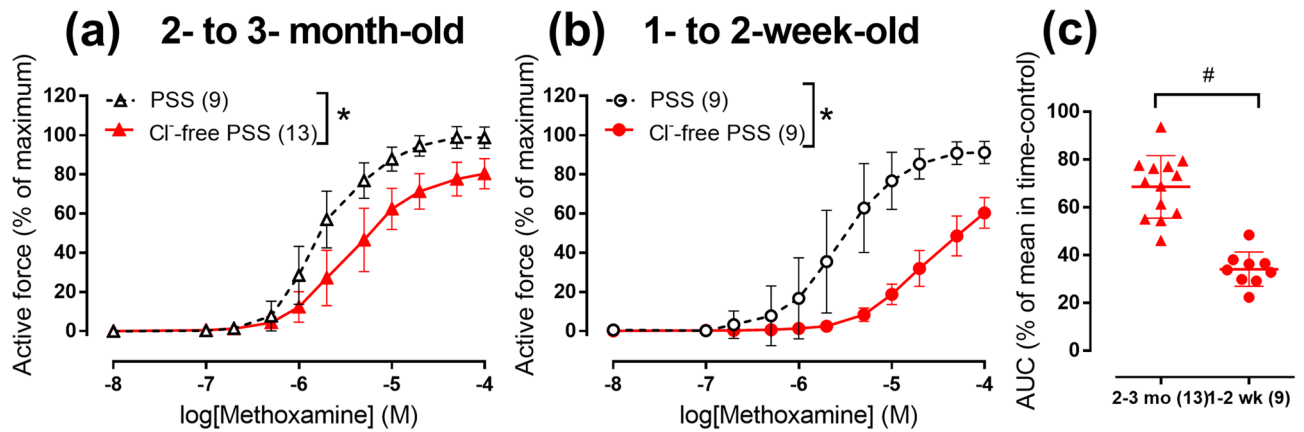 (a) 2- to 3- month-old
Active force (% of maximum)
120
100
80
60
40
20
0
PSS (9)
Cl⁻-free PSS (13)
*
-8 -7 -6 -5 -4
log[Methoxamine] (M)
(b) 1- to 2-week-old
Active force (% of maximum)
120
100
80
60
40
20
0
PSS (9)
Cl⁻-free PSS (9)
*
-8 -7 -6 -5 -4
log[Methoxamine] (M)
(c)
AUC (% of mean in time-control)
100
80
60
40
20
0
#
2-3 mo (13) 1-2 wk (9)